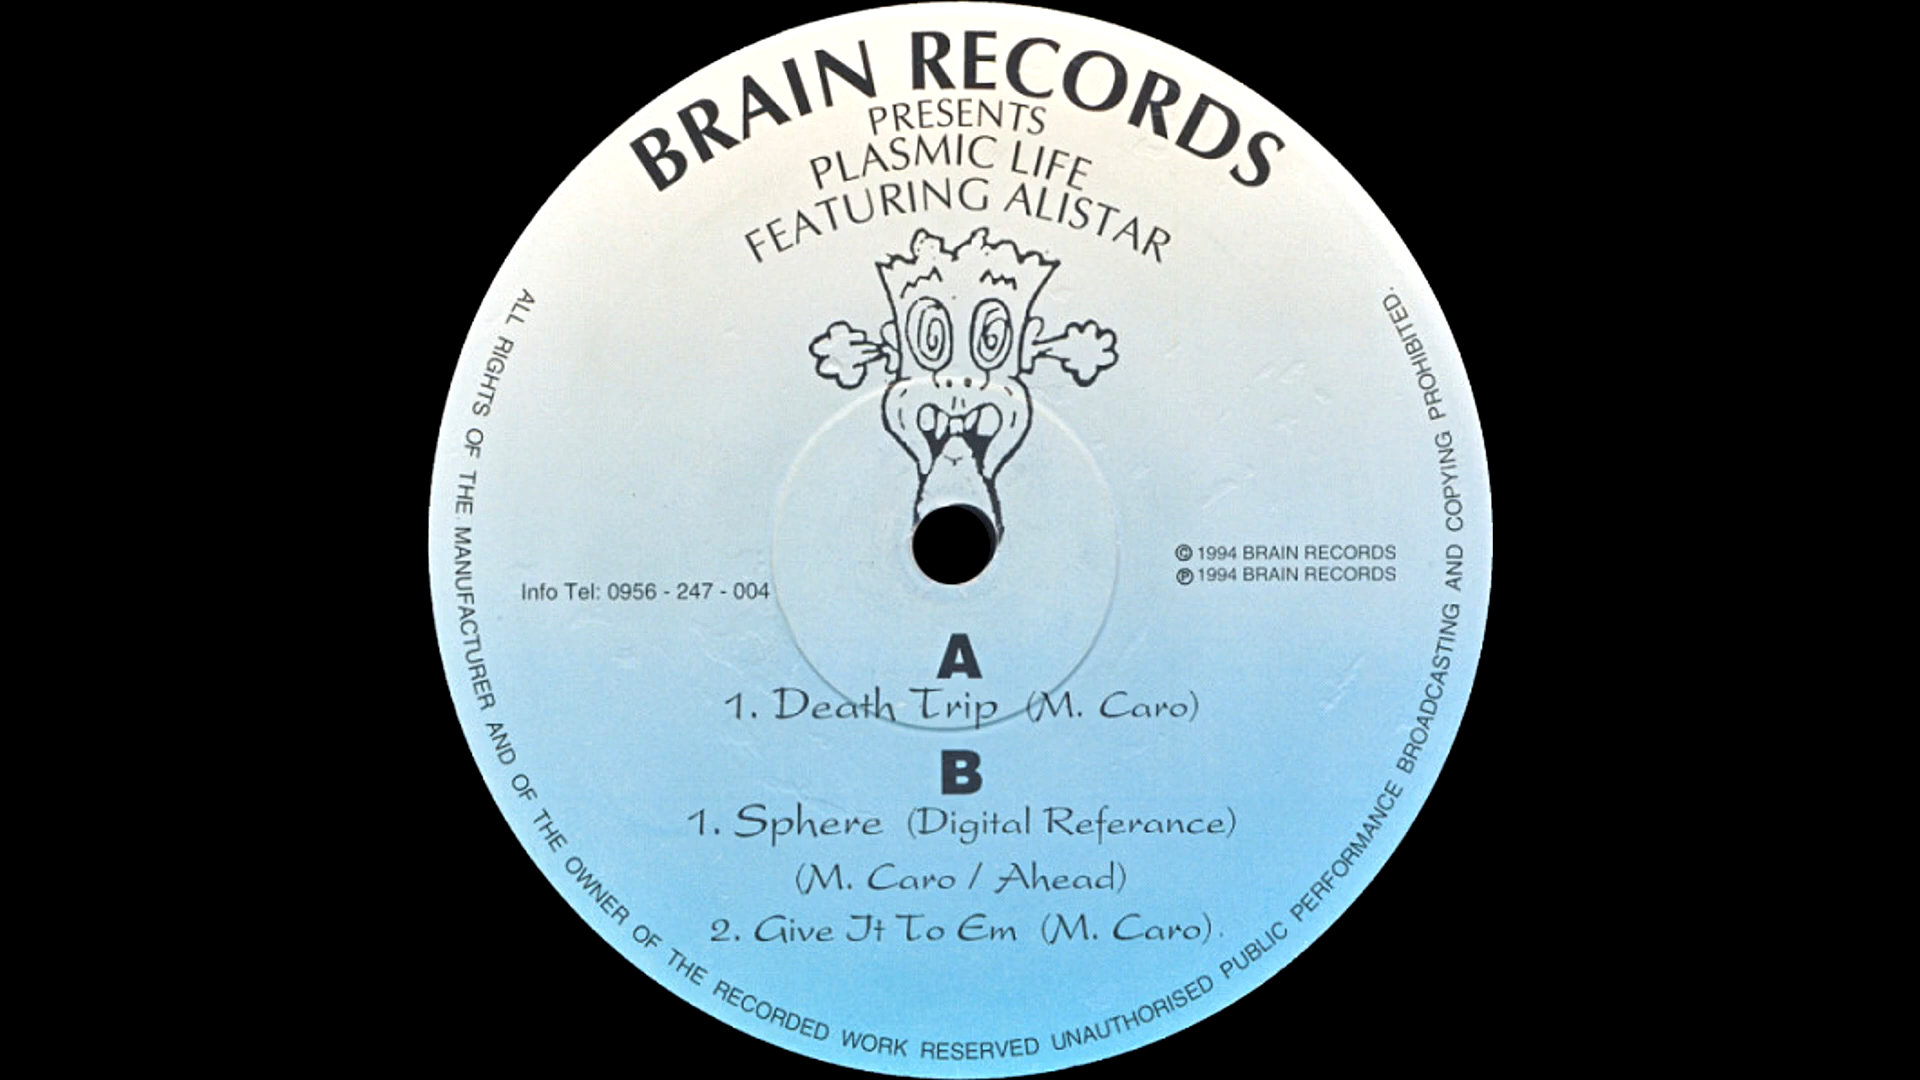 BRAIN RECORDS
PRESENTS
PLASMIC LIFE
FEATURING ALISTAR
Info Tel: 0956 - 247 - 004
© 1994 BRAIN RECORDS
℗ 1994 BRAIN RECORDS
A
1. Death Trip (M. Caro)
B
1. Sphere (Digital Referance)
(M. Caro / Ahead)
2. Give It To Em (M. Caro).
ALL RIGHTS OF THE MANUFACTURER AND OF THE OWNER OF THE RECORDED WORK RESERVED UNAUTHORISED PUBLIC PERFORMANCE BROADCASTING AND COPYING PROHIBITED.